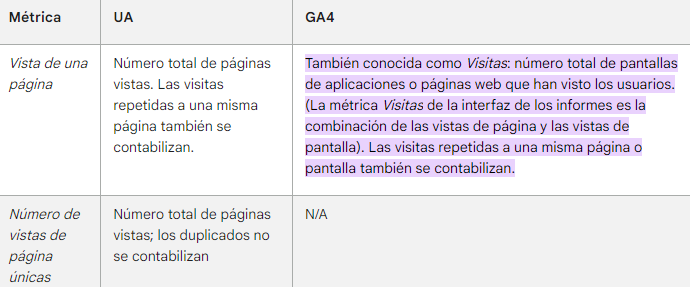 Métrica UA GA4
Vista de una
página
Número total de páginas
vistas. Las visitas
repetidas a una misma
página también se
contabilizan.
También conocida como Visitas: número total de pantallas
de aplicaciones o páginas web que han visto los usuarios.
(La métrica Visitas de la interfaz de los informes es la
combinación de las vistas de página y las vistas de
pantalla). Las visitas repetidas a una misma página o
pantalla también se contabilizan.
Número de
vistas de
página
únicas
Número total de páginas
vistas; los duplicados no
se contabilizan
N/A